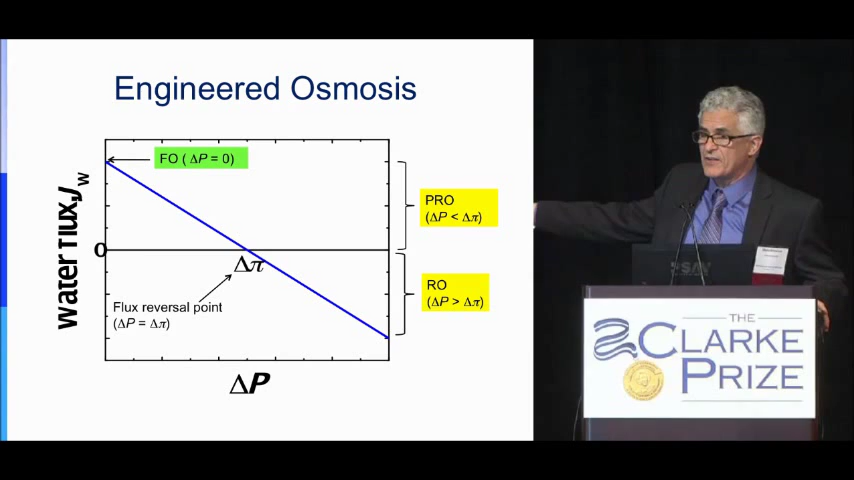 Engineered Osmosis
FO ( ΔP = 0)
Water Flux, Jw
0
Δπ
Flux reversal point
(ΔP = Δπ)
ΔP
PRO
(ΔP < Δπ)
RO
(ΔP > Δπ)
THE
CLARKE
PRIZE